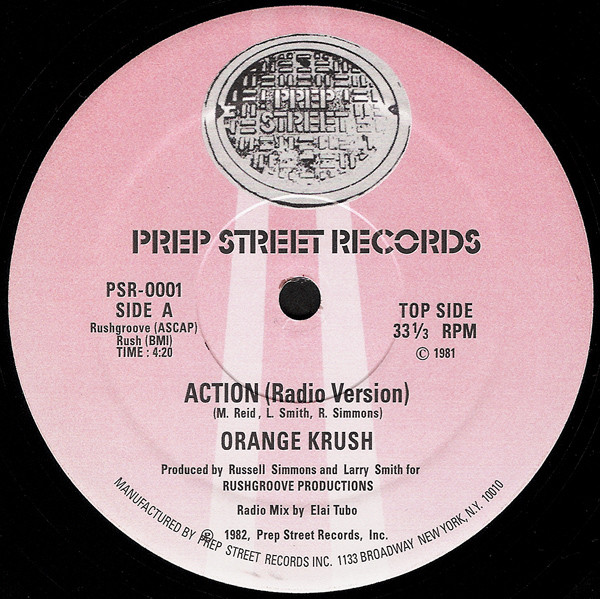 PREP
STREET
PREP STREET RECORDS
PSR-0001
SIDE A
Rushgroove (ASCAP)
Rush (BMI)
TIME : 4:20
TOP SIDE
33 1/3 RPM
© 1981
ACTION (Radio Version)
(M. Reid, L. Smith, R. Simmons)
ORANGE KRUSH
Produced by Russell Simmons and Larry Smith for
RUSHGROOVE PRODUCTIONS
Radio Mix by Elai Tubo
℗ 1982, Prep Street Records, Inc.
MANUFACTURED BY PREP STREET RECORDS INC. 1133 BROADWAY NEW YORK, N.Y. 10010